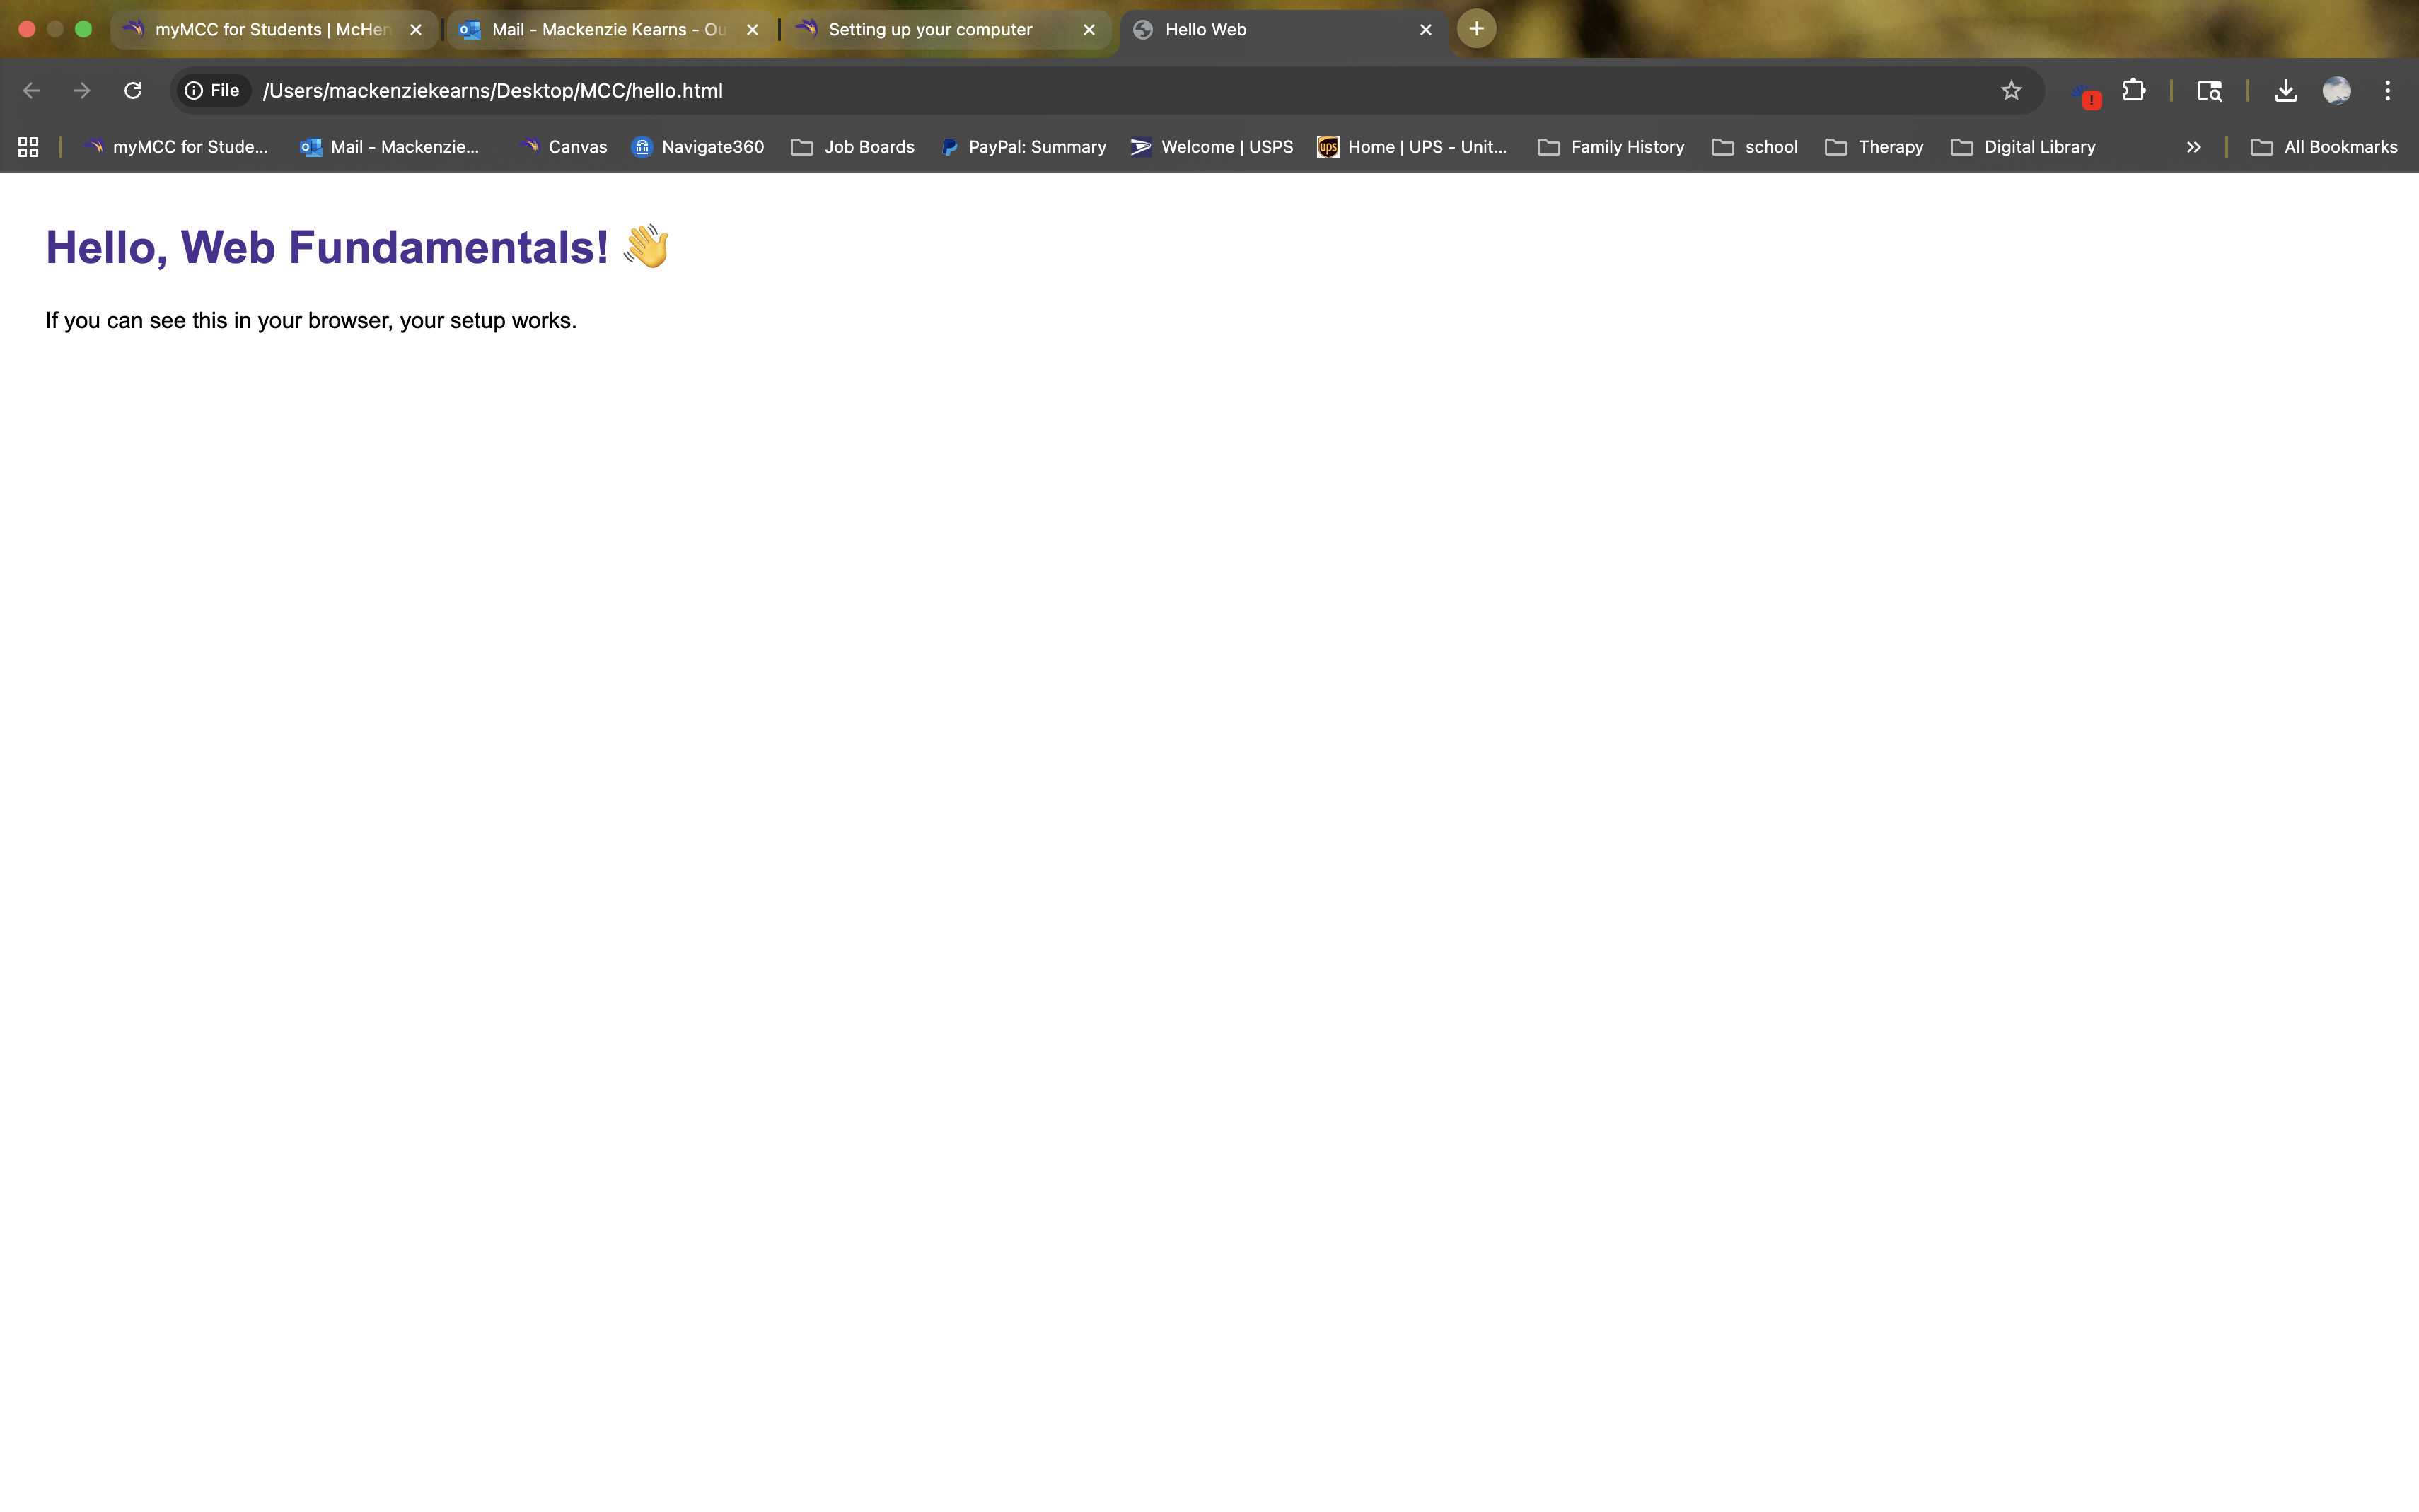 myMCC for Students | McHen
Mail - Mackenzie Kearns - Ou
Setting up your computer
Hello Web
File
/Users/mackenziekearns/Desktop/MCC/hello.html
myMCC for Stude...
Mail - Mackenzie...
Canvas
Navigate360
Job Boards
PayPal: Summary
Welcome | USPS
ups
Home | UPS - Unit...
Family History
school
Therapy
Digital Library
All Bookmarks
Hello, Web Fundamentals! 👋
If you can see this in your browser, your setup works.